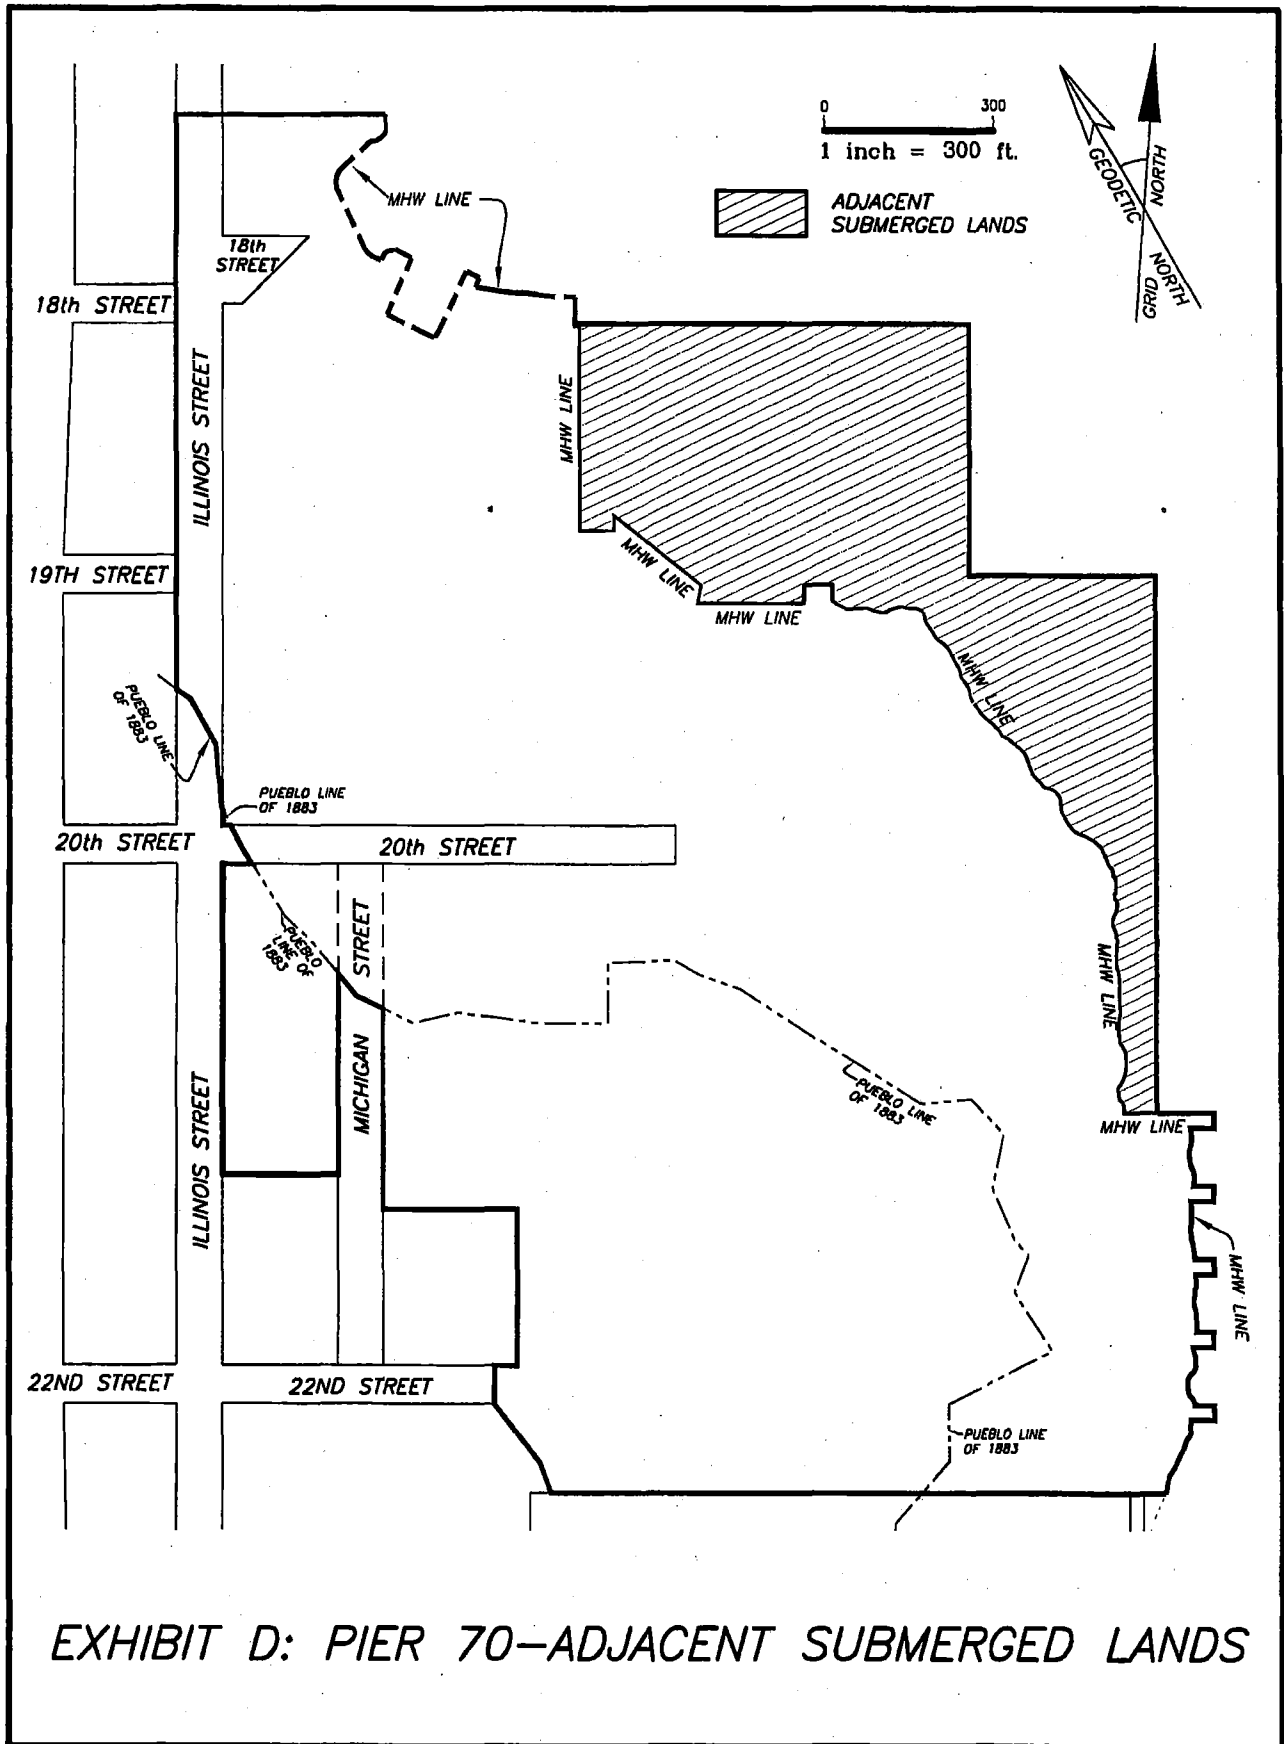 0 300
1 inch = 300 ft.
GEODETIC
NORTH
NORTH
GRID
ADJACENT
SUBMERGED LANDS
MHW LINE
18th
STREET
18th STREET
ILLINOIS STREET
MHW LINE
MHW LINE
19TH STREET
MHW LINE
MHW LINE
PUEBLO LINE
OF 1883
PUEBLO LINE
OF 1883
20th STREET
20th STREET
STREET
PUEBLO
LINE OF
1883
MHW LINE
MICHIGAN
PUEBLO LINE
OF 1883
MHW LINE
ILLINOIS STREET
MHW LINE
22ND STREET
22ND STREET
PUEBLO LINE
OF 1883
EXHIBIT D: PIER 70-ADJACENT SUBMERGED LANDS